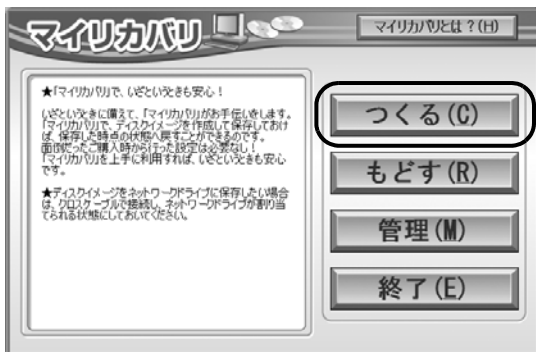 マイリカバリ
マイリカバリとは？(H)
★「マイリカバリ」で、いざというときも安心！
いざというときに備えて、「マイリカバリ」がお手伝いをします。
「マイリカバリ」で、ディスクイメージを作成して保存しておけ
ば、保存した時点の状態へ戻すことができるのです。
面倒だったご購入時から行った設定は必要なし！
「マイリカバリ」を上手に利用すれば、いざというときも安心
です。
★ディスクイメージをネットワークドライブに保存したい場合
は、クロスケーブルで接続し、ネットワークドライブが割り当
てられる状態にしておいてください。
つくる(C)
もどす(R)
管理(M)
終了(E)